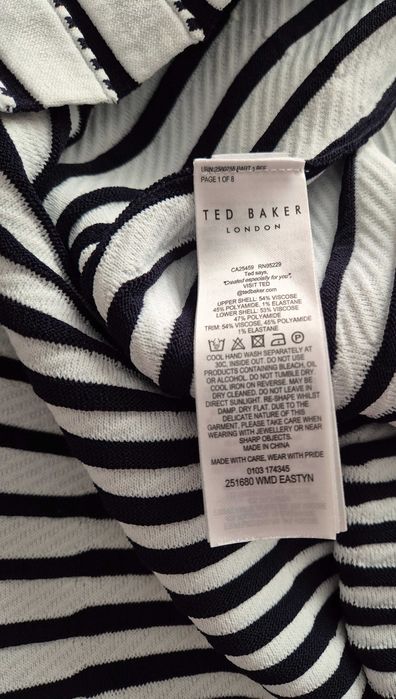 PAGE 1 OF 8
TED BAKER
LONDON
CA25459 RN95229
Ted says,
"Created especially for you"
VISIT TED
@tedbaker.com
UPPER SHELL: 54% VISCOSE
45% POLYAMIDE, 1% ELASTANE
LOWER SHELL: 53% VISCOSE
47% POLYAMIDE
TRIM: 54% VISCOSE, 45% POLYAMIDE
1% ELASTANE
COOL HAND WASH SEPARATELY AT
30C. INSIDE OUT. DO NOT USE
PRODUCTS CONTAINING BLEACH, OIL
OR ALCOHOL. DO NOT TUMBLE DRY.
COOL IRON ON REVERSE. MAY BE
DRY CLEANED. DO NOT LEAVE IN
DIRECT SUNLIGHT. RE-SHAPE WHILST
DAMP. DRY FLAT. DUE TO THE
DELICATE NATURE OF THIS
GARMENT, PLEASE TAKE CARE WHEN
WEARING WITH JEWELLERY OR NEAR
SHARP OBJECTS.
MADE IN CHINA
MADE WITH CARE, WEAR WITH PRIDE
0103 174345
251680 WMD EASTYN